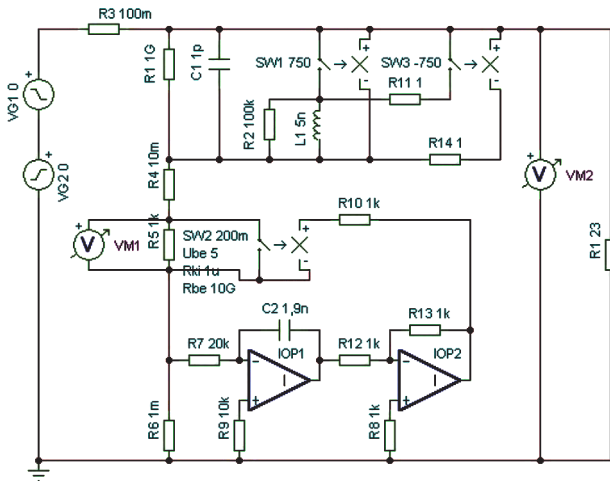 R3 100m
VG1 0
VG2 0
R1 1G
C1 1p
SW1 750
SW3 -750
R11 1
R2 100k
L1 5n
R14 1
R4 10m
V
VM2
R1 23
V
VM1
R5 1k
SW2 200m
Ube 5
Rki 1u
Rbe 10G
R10 1k
C2 1,9n
R13 1k
R7 20k
IOP1
R12 1k
IOP2
R6 1m
R9 10k
R8 1k